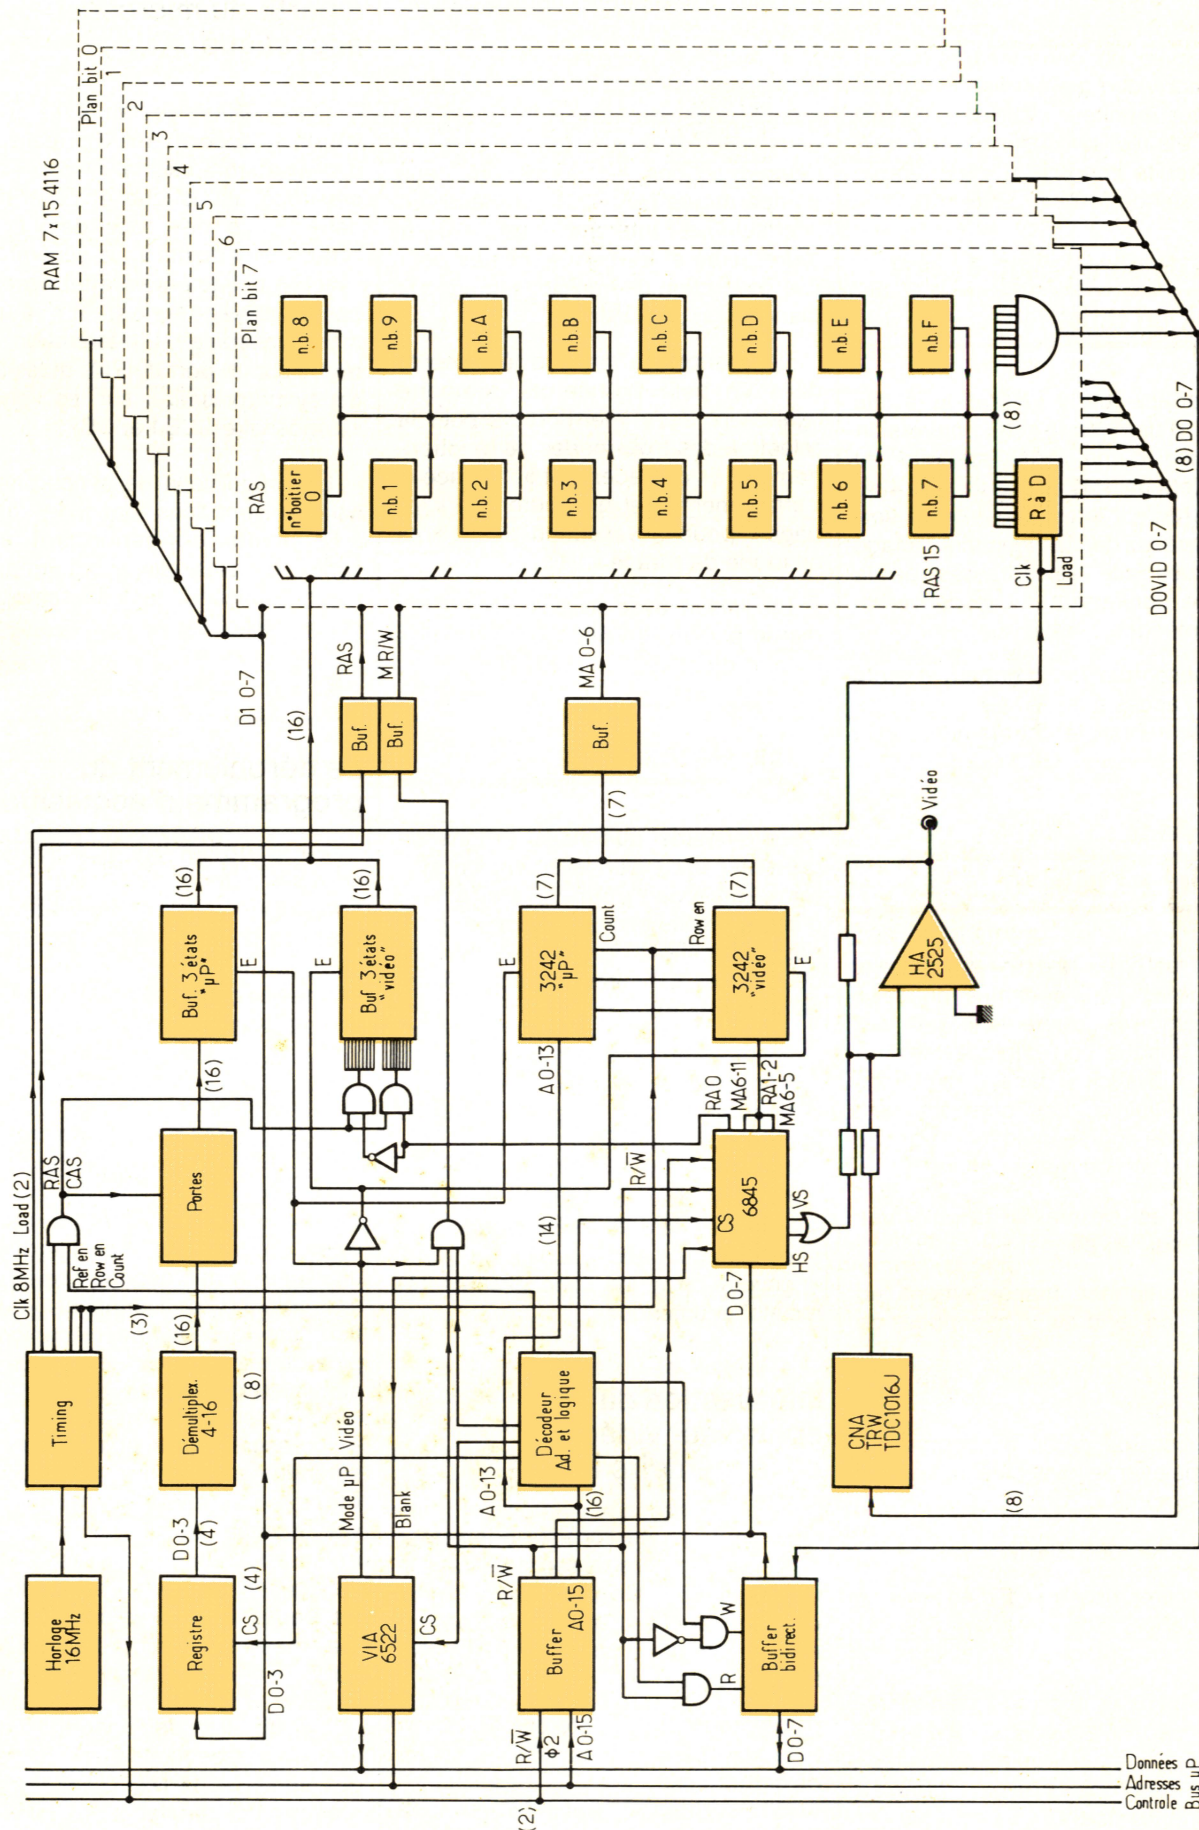 RAM 7x15 4116
Plan bit 0
1
2
3
4
5
6
Plan bit 7
RAS
n° boitier 0
n.b. 1
n.b. 2
n.b. 3
n.b. 4
n.b. 5
n.b. 6
n.b. 7
n.b. 8
n.b. 9
n.b. A
n.b. B
n.b. C
n.b. D
n.b. E
n.b. F
RAS 15
(8)
R à D
Clk
Load
DOVID 0-7
(8) DO 0-7
D1 0-7
(16)
RAS
M R/W
MA 0-6
Buf.
Buf.
Buf.
(7)
Clk 8MHz Load (2)
RAS
CAS
Ref en
Row en
Count
(3)
(16)
(8)
(16)
(16)
(16)
Buf. 3 états
"µP"
E
Buf 3 états
"vidéo"
E
3242
"µP"
E
(7)
Count
Row en
3242
"vidéo"
E
(7)
A 0-13
(14)
RA 0
MA6-11
RA1-2
MA6-5
R/W̅
CS
6845
VS
HS
D 0-7
HA
2525
Vidéo
Portes
Timing
Démultiplex.
4-16
Horloge
16MHz
Registre
D 0-3
(4)
(4)
CS
D 0-3
Mode µP
Vidéo
Blank
VIA
6522
CS
A 0-13
(16)
Décodeur
Ad. et logique
R/W̅
A0-15
Buffer
R/W̅
Φ2
A 0-15
W
R
Buffer
bidirect.
D 0-7
CNA
TRW
TDC1016J
(8)
(2)
Données
Adresses
Controle
Bus µP